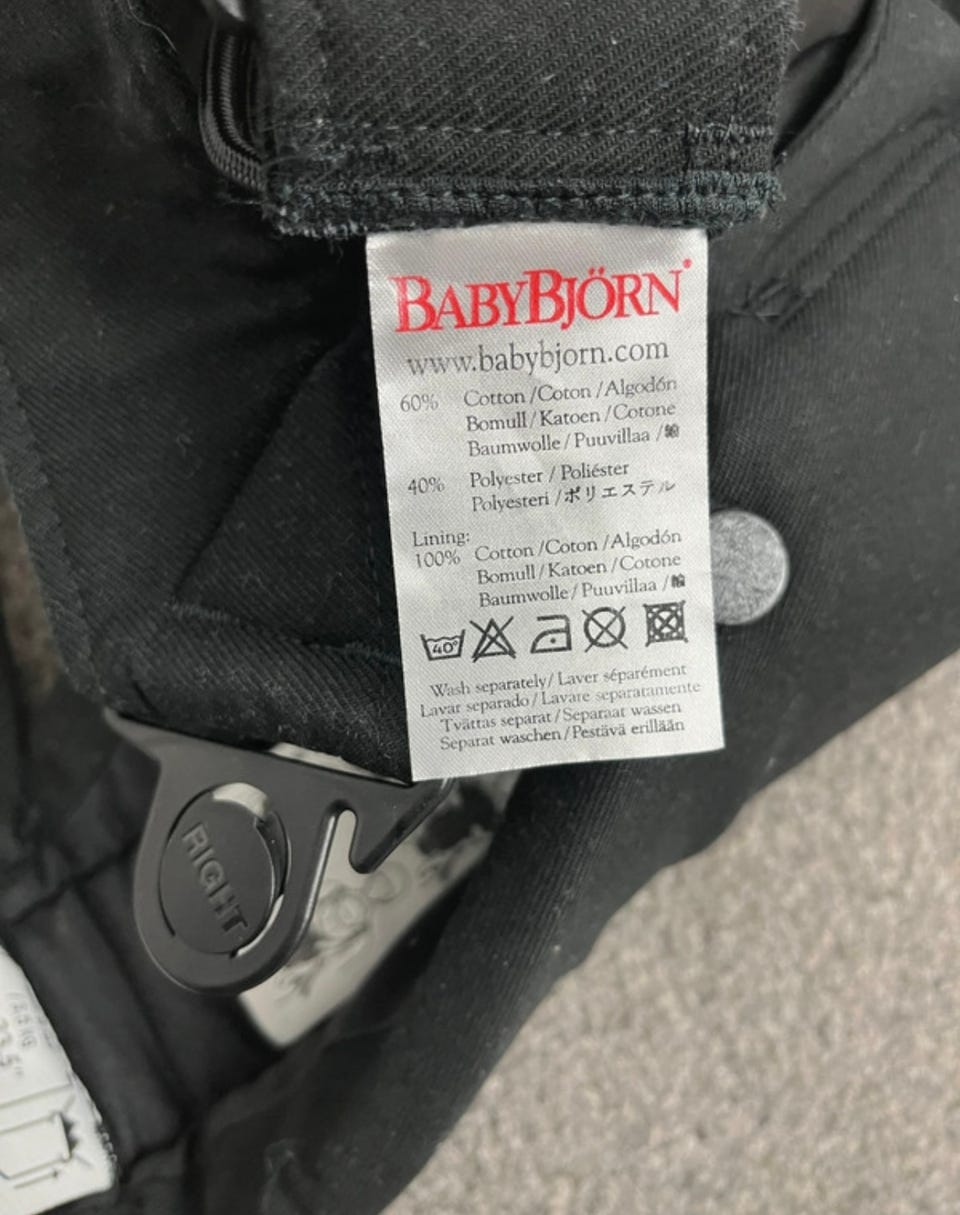 BABYBJÖRN
www.babybjorn.com
60% Cotton / Coton / Algodón
Bomull / Katoen / Cotone
Baumwolle / Puuvillaa / 綿
40% Polyester / Poliéster
Polyesteri / ポリエステル
Lining:
100% Cotton / Coton / Algodón
Bomull / Katoen / Cotone
Baumwolle / Puuvillaa / 綿
40°
Wash separately / Laver séparément
Lavar separado / Lavare separatamente
Tvättas separat / Separaat wassen
Separat waschen / Pestävä erillään
RIGHT